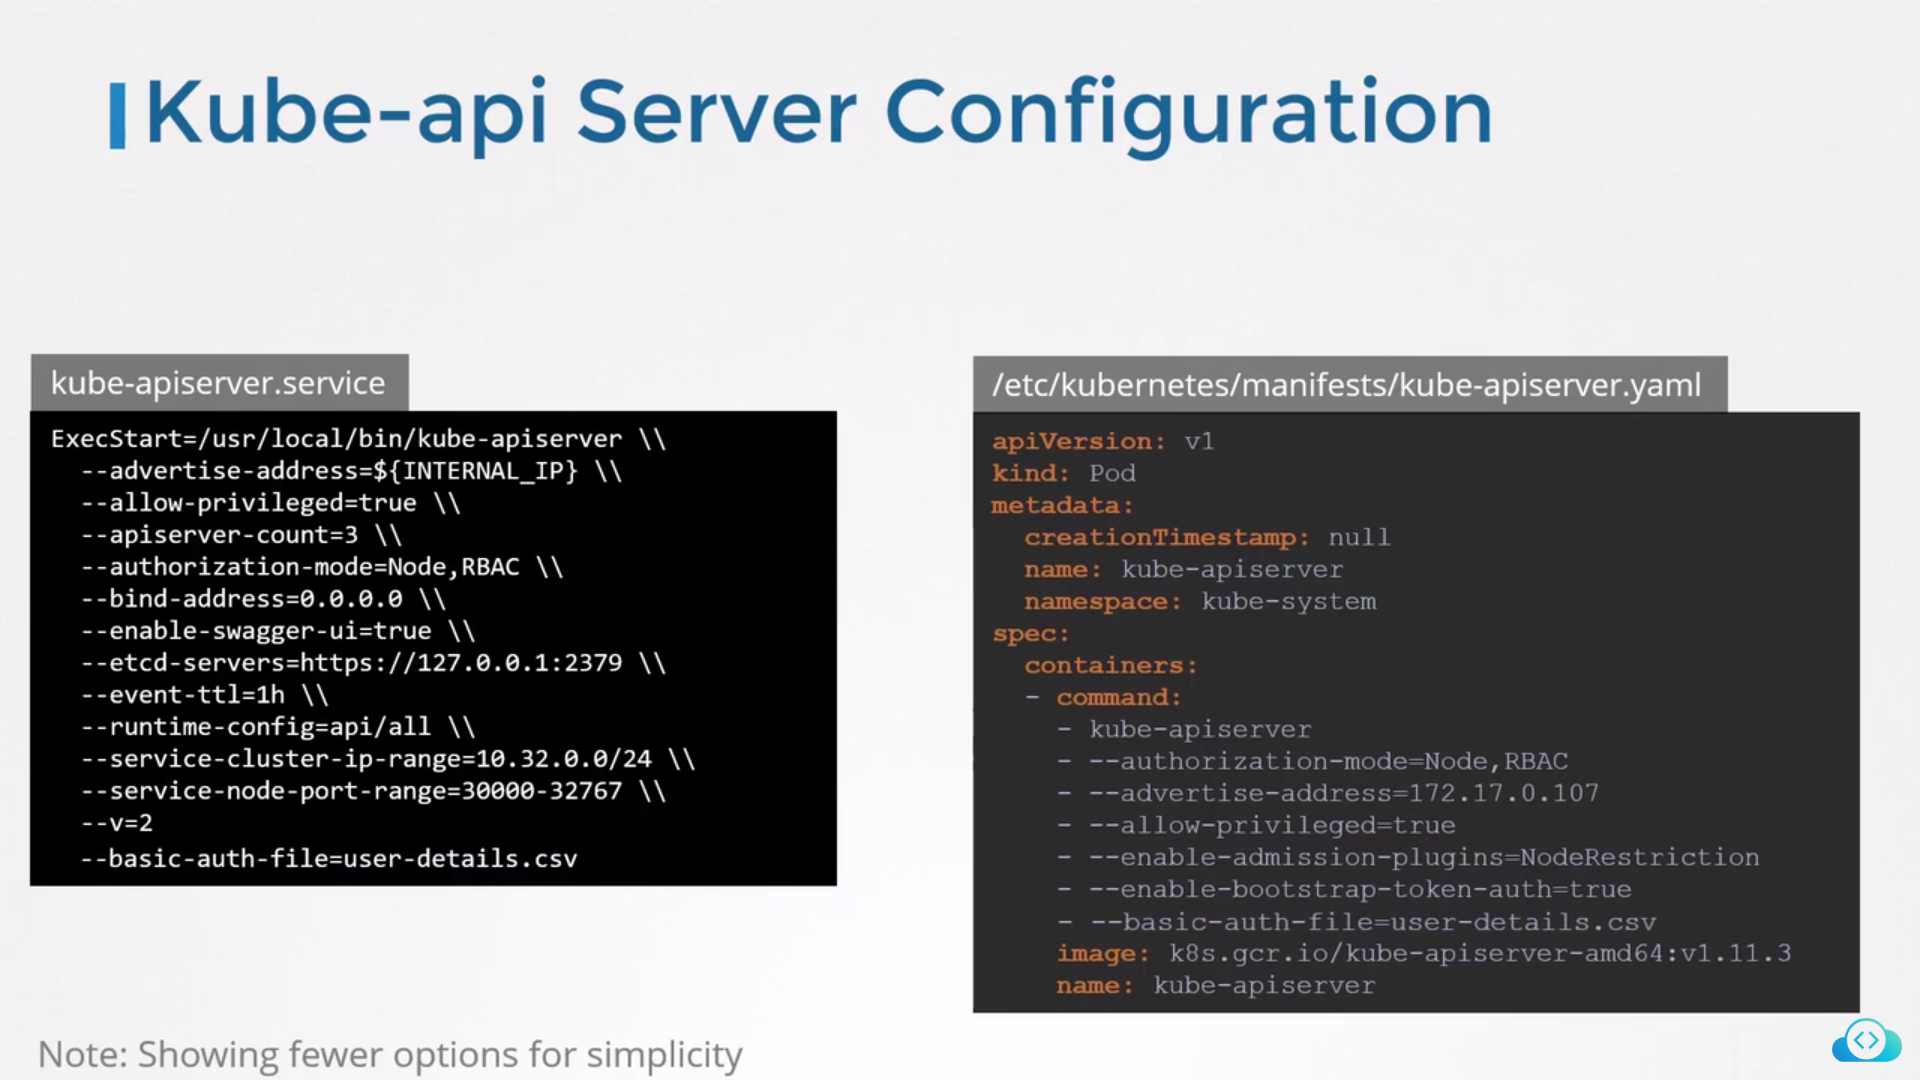 Kube-api Server Configuration
kube-apiserver.service
ExecStart=/usr/local/bin/kube-apiserver \\
  --advertise-address=${INTERNAL_IP} \\
  --allow-privileged=true \\
  --apiserver-count=3 \\
  --authorization-mode=Node,RBAC \\
  --bind-address=0.0.0.0 \\
  --enable-swagger-ui=true \\
  --etcd-servers=https://127.0.0.1:2379 \\
  --event-ttl=1h \\
  --runtime-config=api/all \\
  --service-cluster-ip-range=10.32.0.0/24 \\
  --service-node-port-range=30000-32767 \\
  --v=2
  --basic-auth-file=user-details.csv
/etc/kubernetes/manifests/kube-apiserver.yaml
apiVersion: v1
kind: Pod
metadata:
  creationTimestamp: null
  name: kube-apiserver
  namespace: kube-system
spec:
  containers:
  - command:
    - kube-apiserver
    - --authorization-mode=Node,RBAC
    - --advertise-address=172.17.0.107
    - --allow-privileged=true
    - --enable-admission-plugins=NodeRestriction
    - --enable-bootstrap-token-auth=true
    - --basic-auth-file=user-details.csv
    image: k8s.gcr.io/kube-apiserver-amd64:v1.11.3
    name: kube-apiserver
Note: Showing fewer options for simplicity